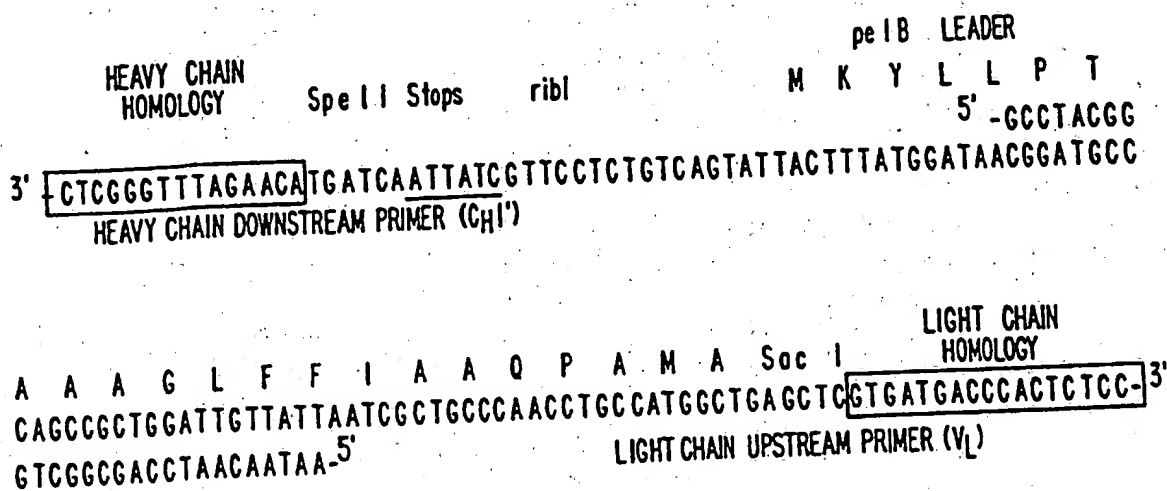 pelB LEADER
HEAVY CHAIN
HOMOLOGY
SpeII Stops
ribl
M K Y L L P T
5' -GCCTACGG
3' -CTCGGGTTTAGAACATGATCAATTATCGTTCCTCTGTCAGTATTACTTTATGGATAACGGATGCC
HEAVY CHAIN DOWNSTREAM PRIMER (CHI')
LIGHT CHAIN
HOMOLOGY
A A A G L F F I A A Q P A M A Sac I
CAGCCGCTGGATTGTTATTAATCGCTGCCCAACCTGCCATGGCTGAGCTCGTGATGACCCACTCTCC-3'
GTCGGCGACCTAACAATAA-5'
LIGHT CHAIN UPSTREAM PRIMER (VL)